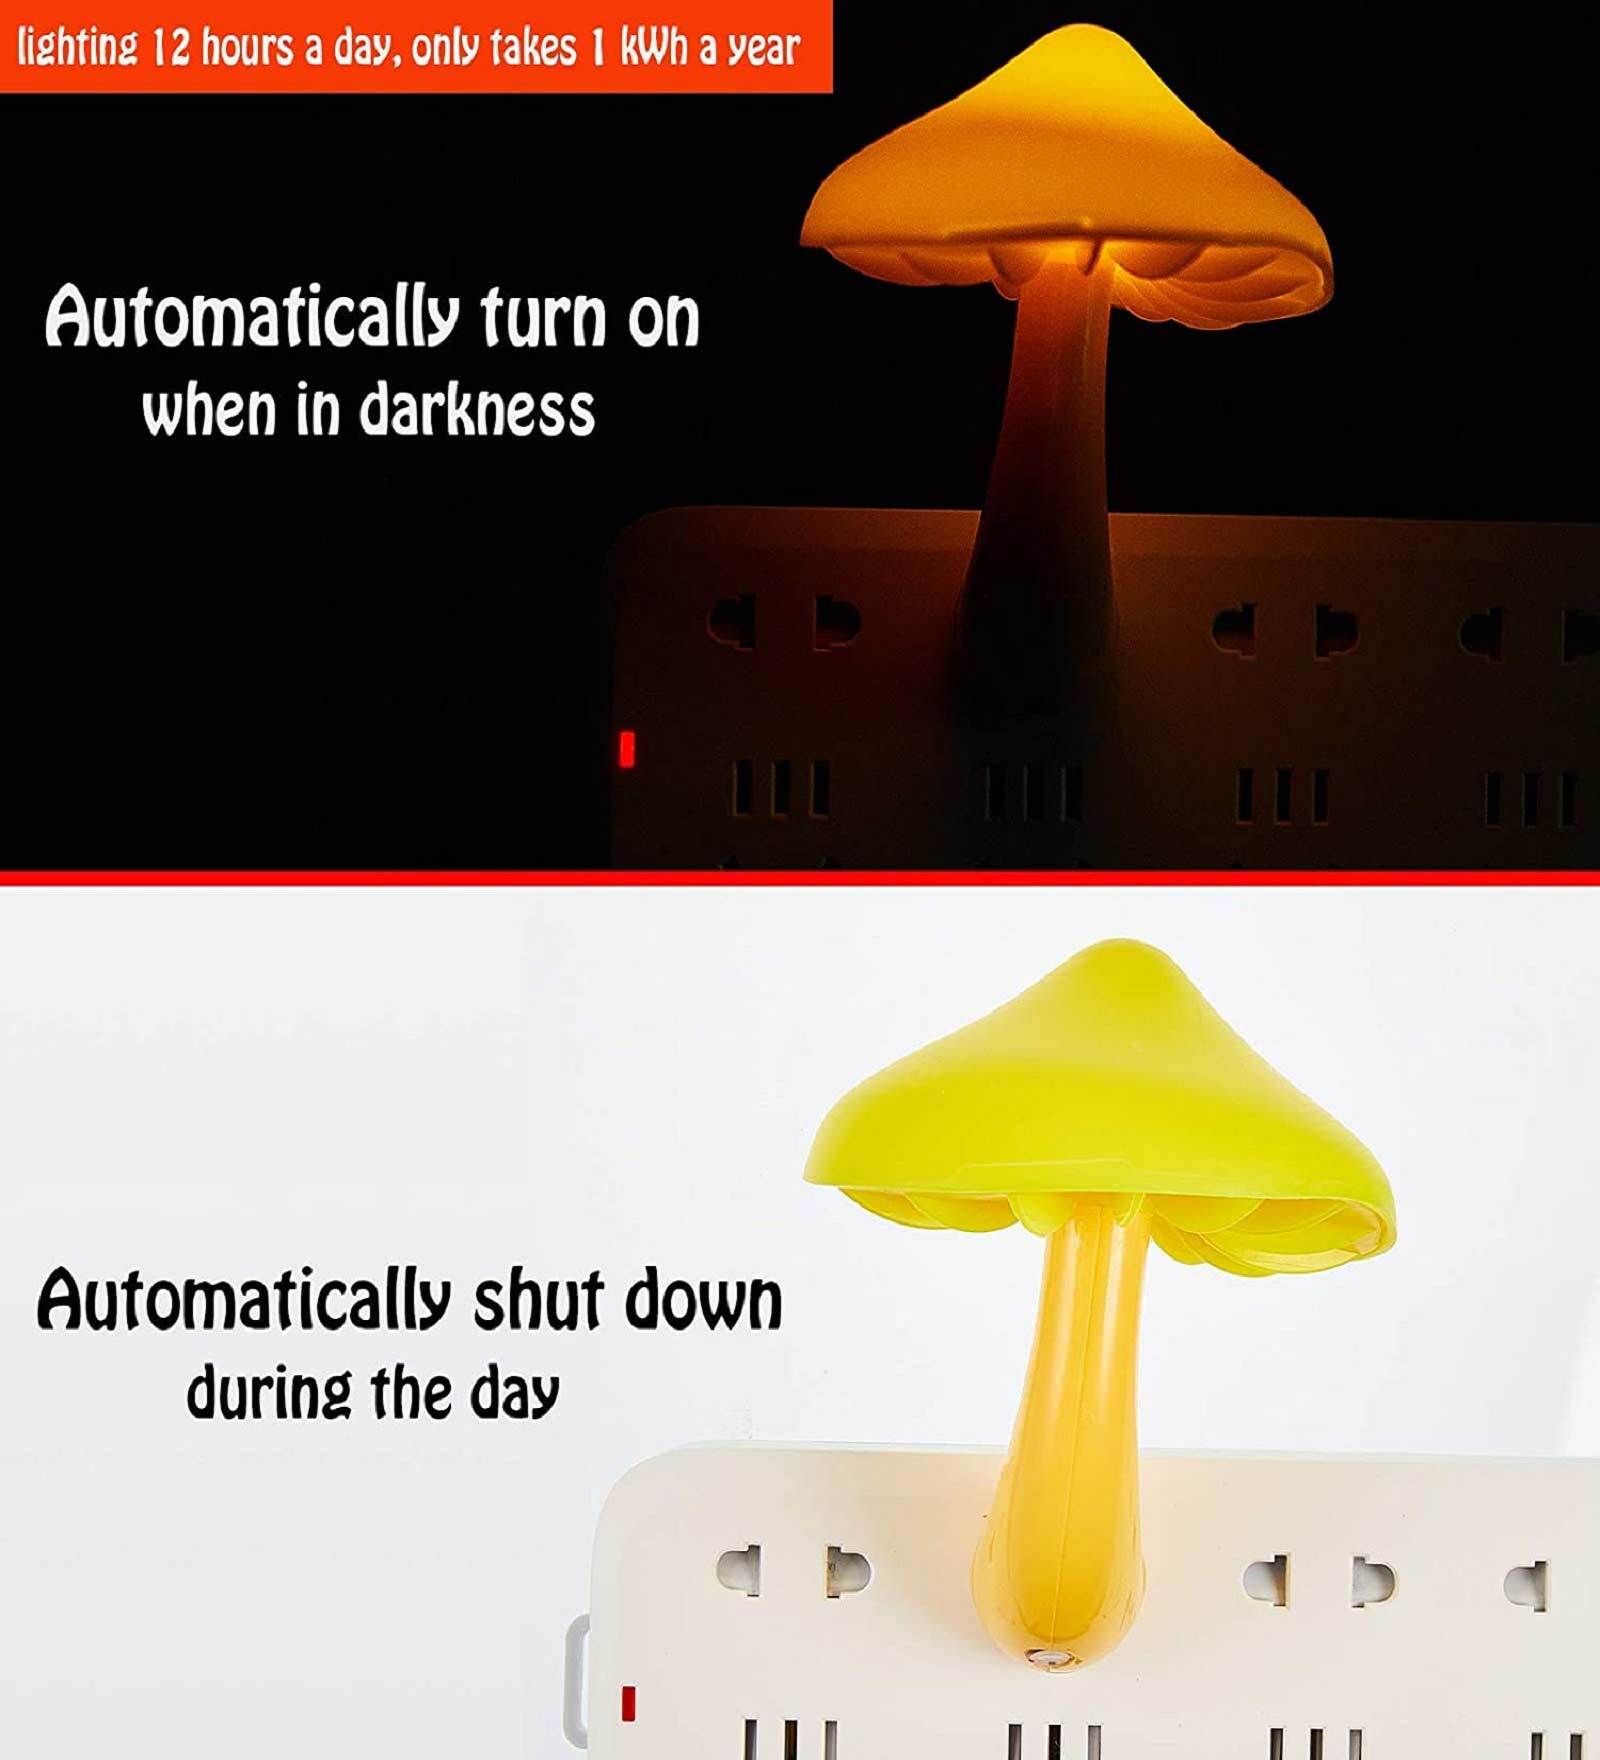 lighting 12 hours a day, only takes 1 kWh a year
Automatically turn on
when in darkness
Automatically shut down
during the day